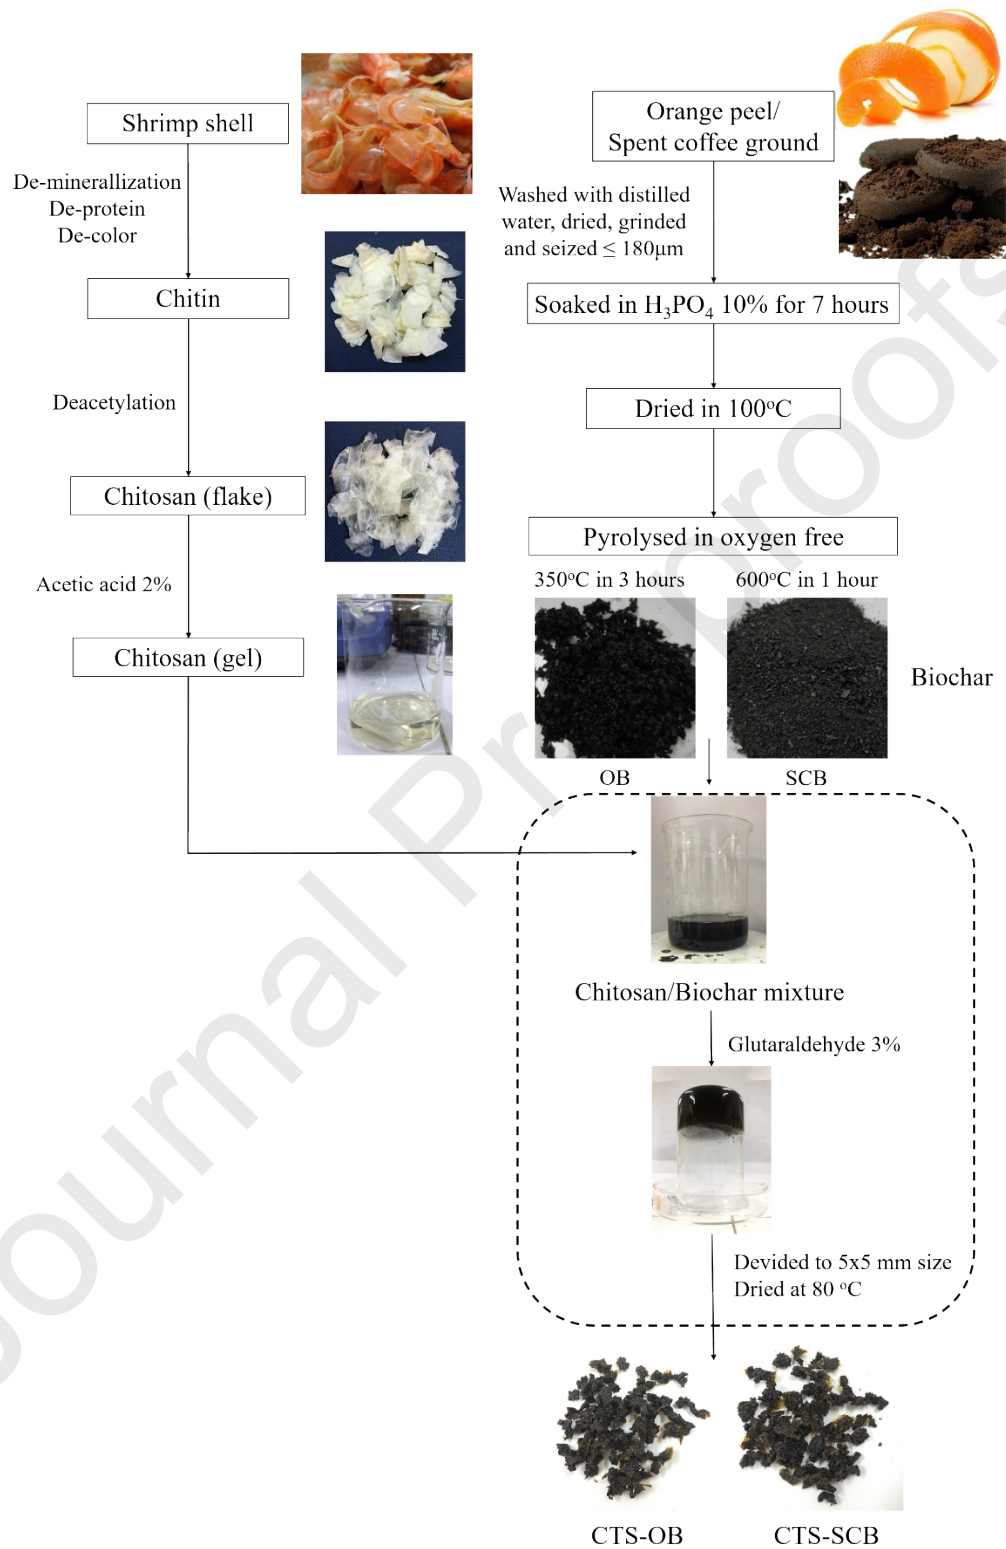 Shrimp shell
De-minerallization
De-protein
De-color
Chitin
Deacetylation
Chitosan (flake)
Acetic acid 2%
Chitosan (gel)
Orange peel/
Spent coffee ground
Washed with distilled
water, dried, grinded
and seized ≤ 180μm
Soaked in H₃PO₄ 10% for 7 hours
Dried in 100°C
Pyrolysed in oxygen free
350°C in 3 hours
600°C in 1 hour
Biochar
OB
SCB
Chitosan/Biochar mixture
Glutaraldehyde 3%
Devided to 5x5 mm size
Dried at 80 °C
CTS-OB
CTS-SCB
Journal Pre-proofs